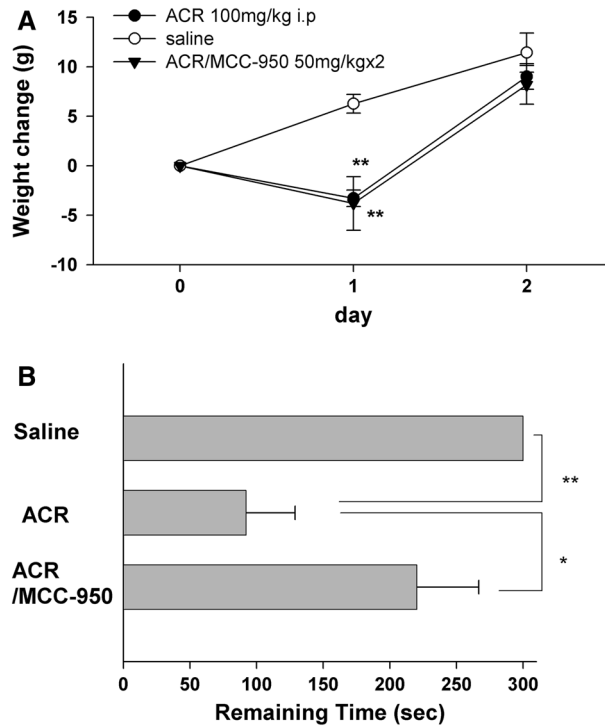 A
ACR 100mg/kg i.p
saline
ACR/MCC-950 50mg/kgx2
Weight change (g)
15
10
5
0
-5
-10
**
**
0 1 2
day
B
Saline
ACR
ACR
/MCC-950
**
*
0 50 100 150 200 250 300
Remaining Time (sec)